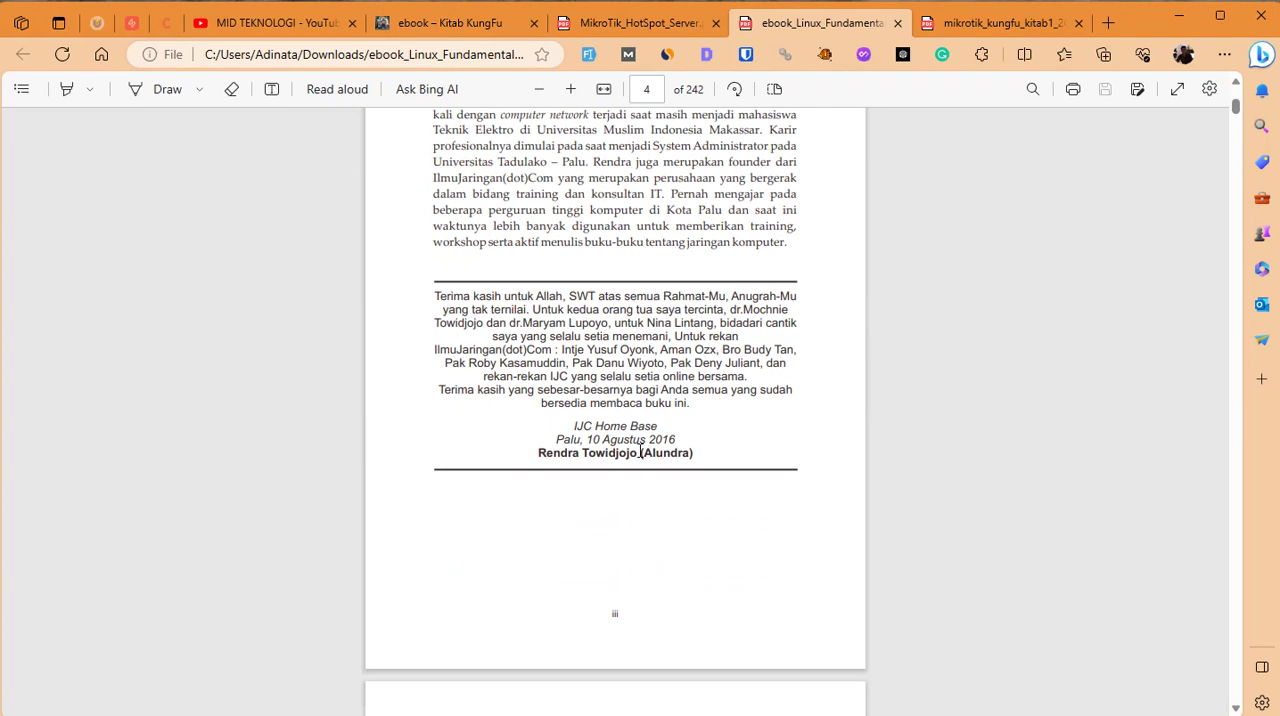 MID TEKNOLOGI - YouTu
ebook – Kitab KungFu
MikroTik_HotSpot_Server.
ebook_Linux_Fundamenta
mikrotik_kungfu_kitab1_2
File
C:/Users/Adinata/Downloads/ebook_Linux_Fundamental...
Draw
Read aloud
Ask Bing AI
4
of 242
kali dengan computer network terjadi saat masih menjadi mahasiswa
Teknik Elektro di Universitas Muslim Indonesia Makassar. Karir
profesionalnya dimulai pada saat menjadi System Administrator pada
Universitas Tadulako – Palu. Rendra juga merupakan founder dari
IlmuJaringan(dot)Com yang merupakan perusahaan yang bergerak
dalam bidang training dan konsultan IT. Pernah mengajar pada
beberapa perguruan tinggi komputer di Kota Palu dan saat ini
waktunya lebih banyak digunakan untuk memberikan training,
workshop serta aktif menulis buku-buku tentang jaringan komputer.
Terima kasih untuk Allah, SWT atas semua Rahmat-Mu, Anugrah-Mu
yang tak ternilai. Untuk kedua orang tua saya tercinta, dr.Mochnie
Towidjojo dan dr.Maryam Lupoyo, untuk Nina Lintang, bidadari cantik
saya yang selalu setia menemani, Untuk rekan
IlmuJaringan(dot)Com : Intje Yusuf Oyonk, Aman Ozx, Bro Budy Tan,
Pak Roby Kasamuddin, Pak Danu Wiyoto, Pak Deny Juliant, dan
rekan-rekan IJC yang selalu setia online bersama.
Terima kasih yang sebesar-besarnya bagi Anda semua yang sudah
bersedia membaca buku ini.
IJC Home Base
Palu, 10 Agustus 2016
Rendra Towidjojo (Alundra)
iii